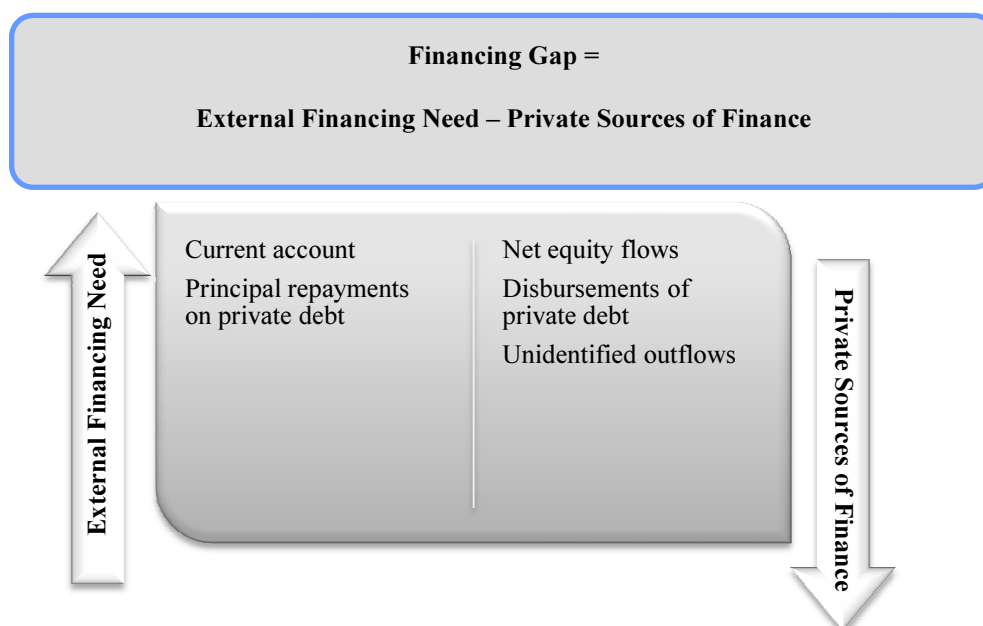 Financing Gap =
External Financing Need – Private Sources of Finance
External Financing Need
Current account
Principal repayments
on private debt
Net equity flows
Disbursements of
private debt
Unidentified outflows
Private Sources of Finance